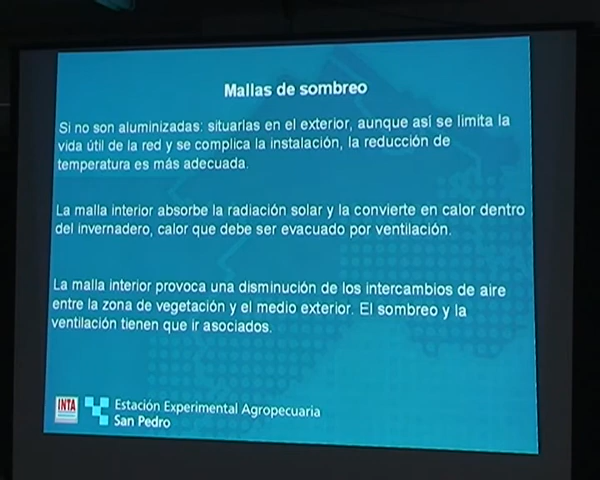 Mallas de sombreo
Si no son aluminizadas: situarlas en el exterior, aunque así se limita la
vida útil de la red y se complica la instalación, la reducción de
temperatura es más adecuada.
La malla interior absorbe la radiación solar y la convierte en calor dentro
del invernadero, calor que debe ser evacuado por ventilación.
La malla interior provoca una disminución de los intercambios de aire
entre la zona de vegetación y el medio exterior. El sombreo y la
ventilación tienen que ir asociados.
INTA
Estación Experimental Agropecuaria
San Pedro